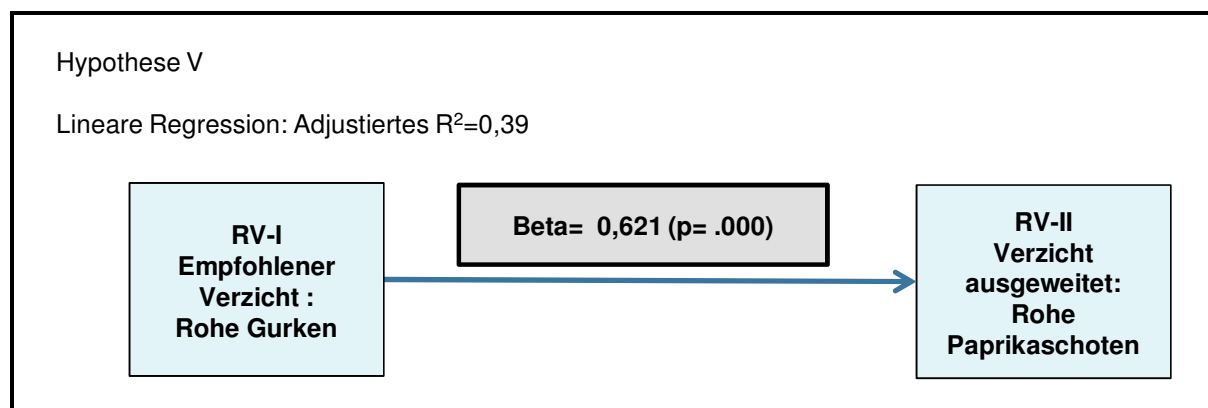 Hypothese V
Lineare Regression: Adjustiertes R²=0,39
RV-I
Empfohlener
Verzicht :
Rohe Gurken
Beta= 0,621 (p= .000)
RV-II
Verzicht
ausgeweitet:
Rohe
Paprikaschoten